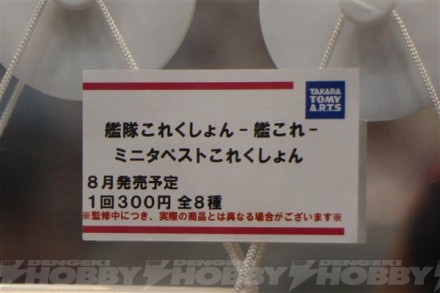 TAKARA
TOMY
A.R.T.S
艦隊これくしょん -艦これ-
ミニタペストこれくしょん
8月発売予定
1回300円 全8種
※監修中につき、実際の商品とは異なる場合がございます※
DENGEKI
HOBBY
DENGEKI
HOBBY
DENGEKI
HOBBY